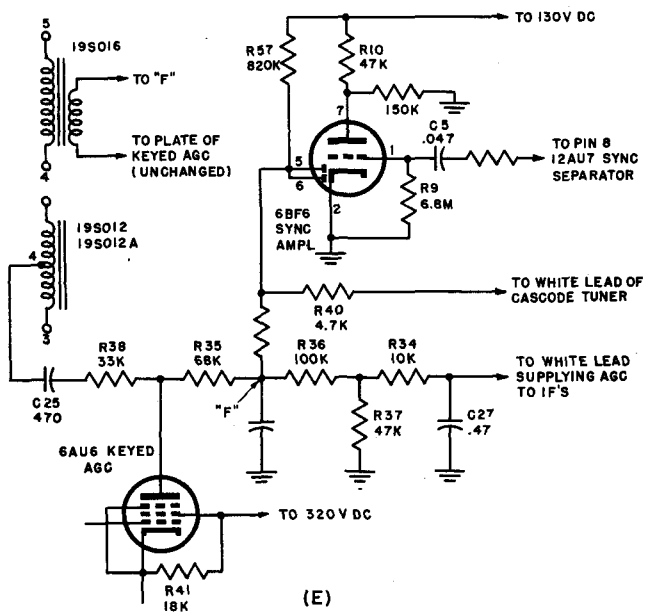 5
19S016
TO "F"
TO PLATE OF
KEYED AGC
(UNCHANGED)
4
R57
820K
R10
47K
TO 130V DC
150K
7
5
6
1
2
C5
.047
TO PIN 8
12AU7 SYNC
SEPARATOR
R9
6.8M
6BF6
SYNC
AMPL
19S012
19S012A
4
3
R40
4.7K
TO WHITE LEAD OF
CASCODE TUNER
R38
33K
R35
68K
R36
100K
R34
10K
TO WHITE LEAD
SUPPLYING AGC
TO IF'S
C25
470
"F"
R37
47K
C27
.47
6AU6 KEYED
AGC
TO 320V DC
R41
18K
(E)